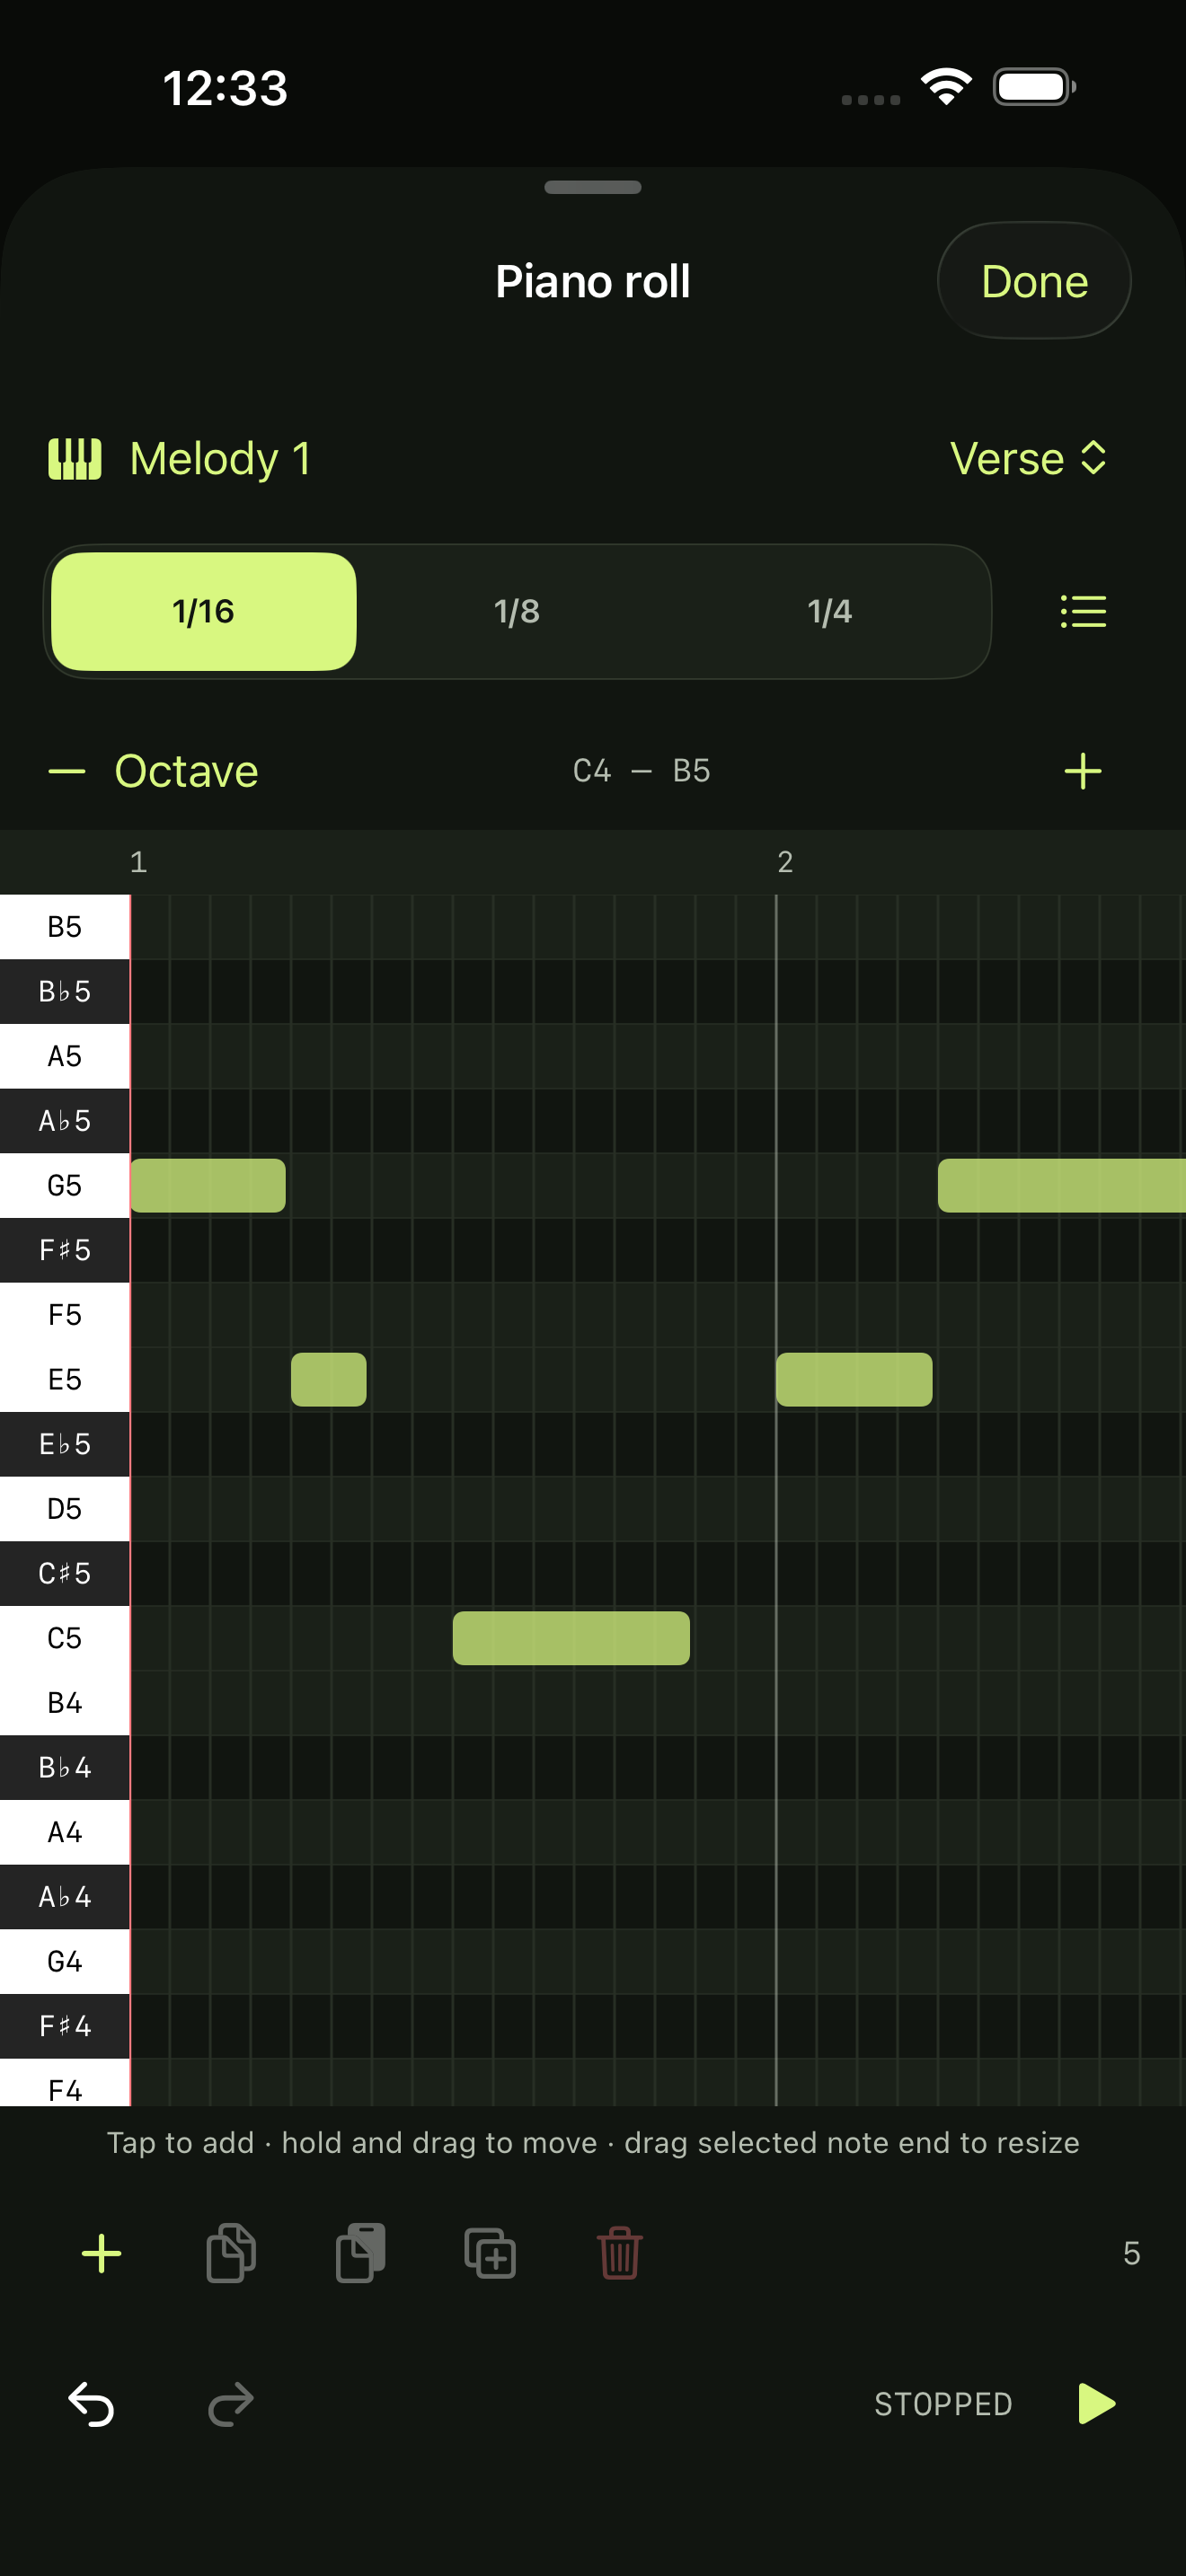 12:33
Piano roll
Done
Melody 1
Verse
1/16 1/8 1/4
Octave
C4 – B5
1 2
B5
B♭5
A5
A♭5
G5
F♯5
F5
E5
E♭5
D5
C♯5
C5
B4
B♭4
A4
A♭4
G4
F♯4
F4
Tap to add · hold and drag to move · drag selected note end to resize
5
STOPPED